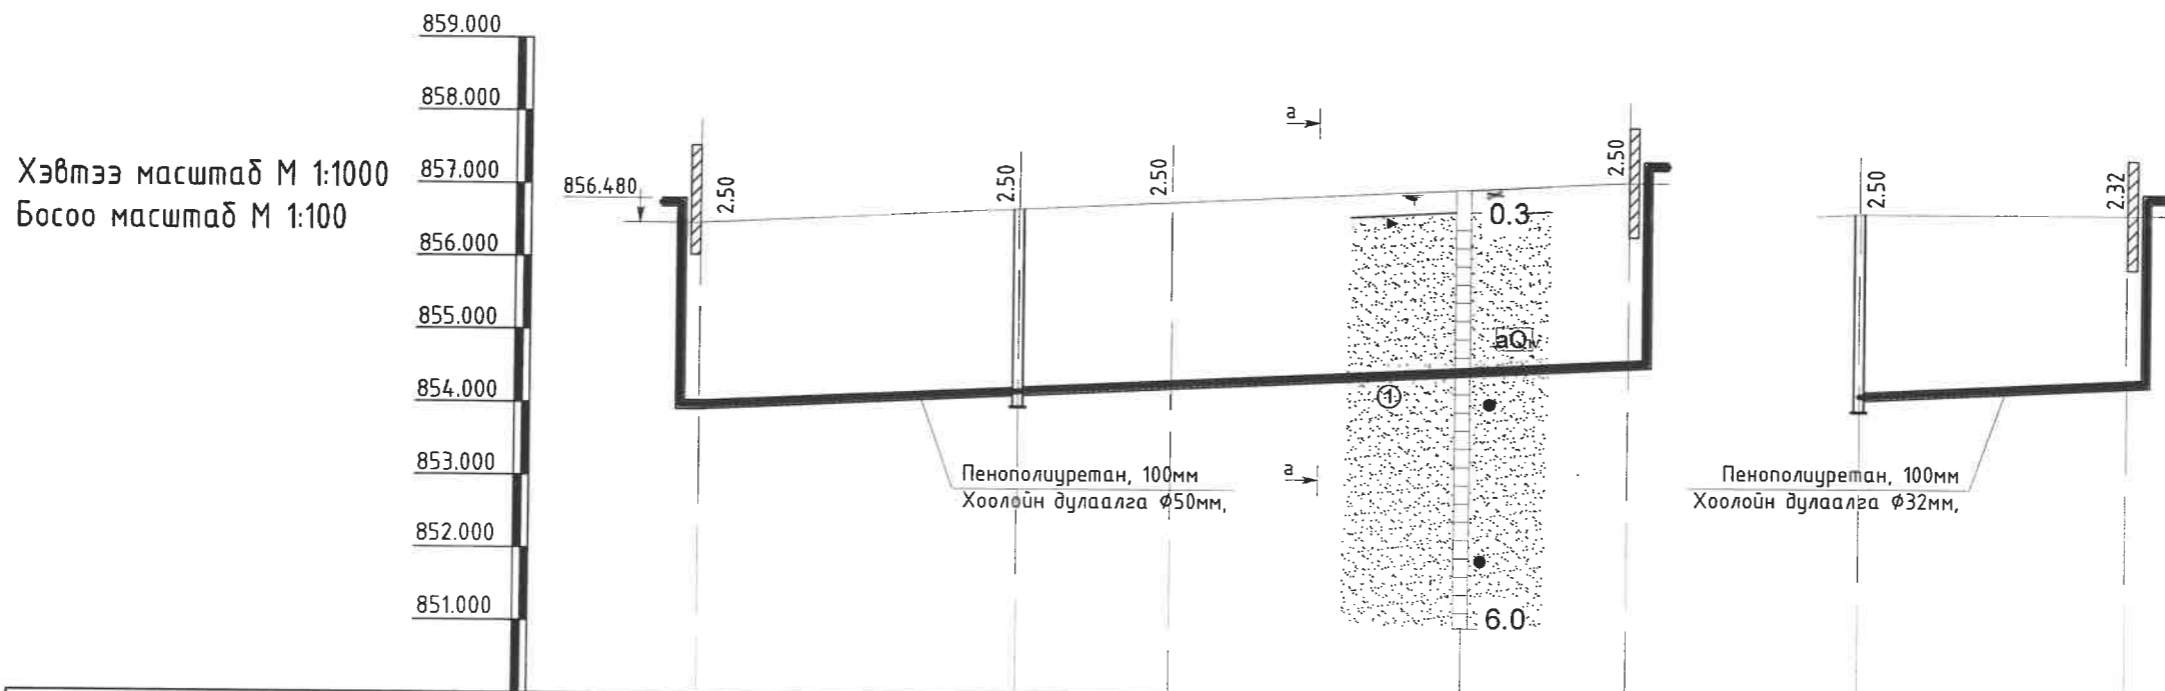 859.000
858.000
857.000
856.000
855.000
854.000
853.000
852.000
851.000
Хэвтээ масштаб М 1:1000
Босоо масштаб М 1:100
856.480
2.50
2.50
2.50
a
0.3
2.50
aQIV
1
a
6.0
Пенополиуретан, 100мм
Хоолойн дулаалга ф50мм,
2.50
2.32
Пенополиуретан, 100мм
Хоолойн дулаалга ф32мм,